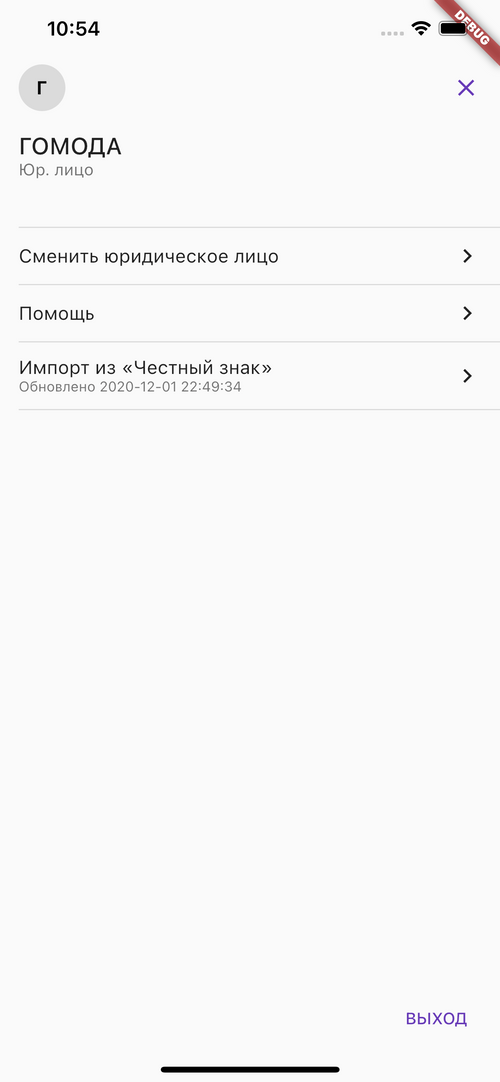 10:54
DEBUG
Г
ГОМОДА
Юр. лицо
Сменить юридическое лицо
Помощь
Импорт из «Честный знак»
Обновлено 2020-12-01 22:49:34
ВЫХОД